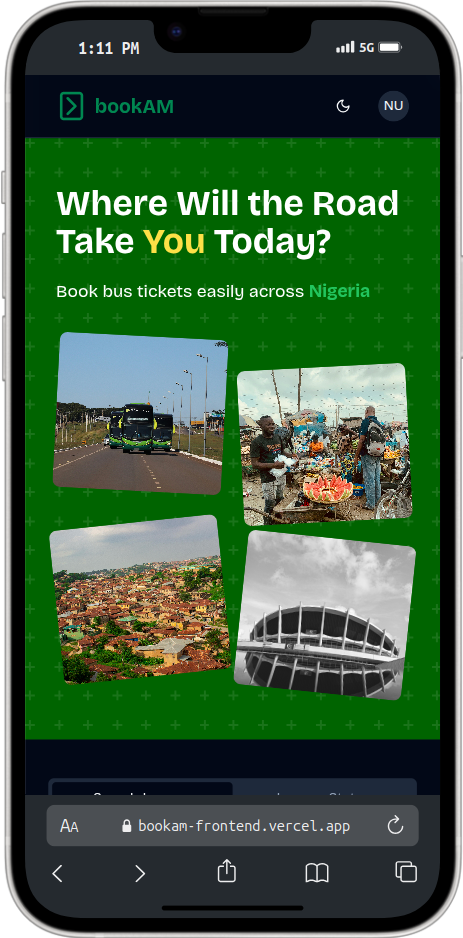 1:11 PM
5G
bookAM
NU
Where Will the Road
Take You Today?
Book bus tickets easily across Nigeria
AA
bookam-frontend.vercel.app